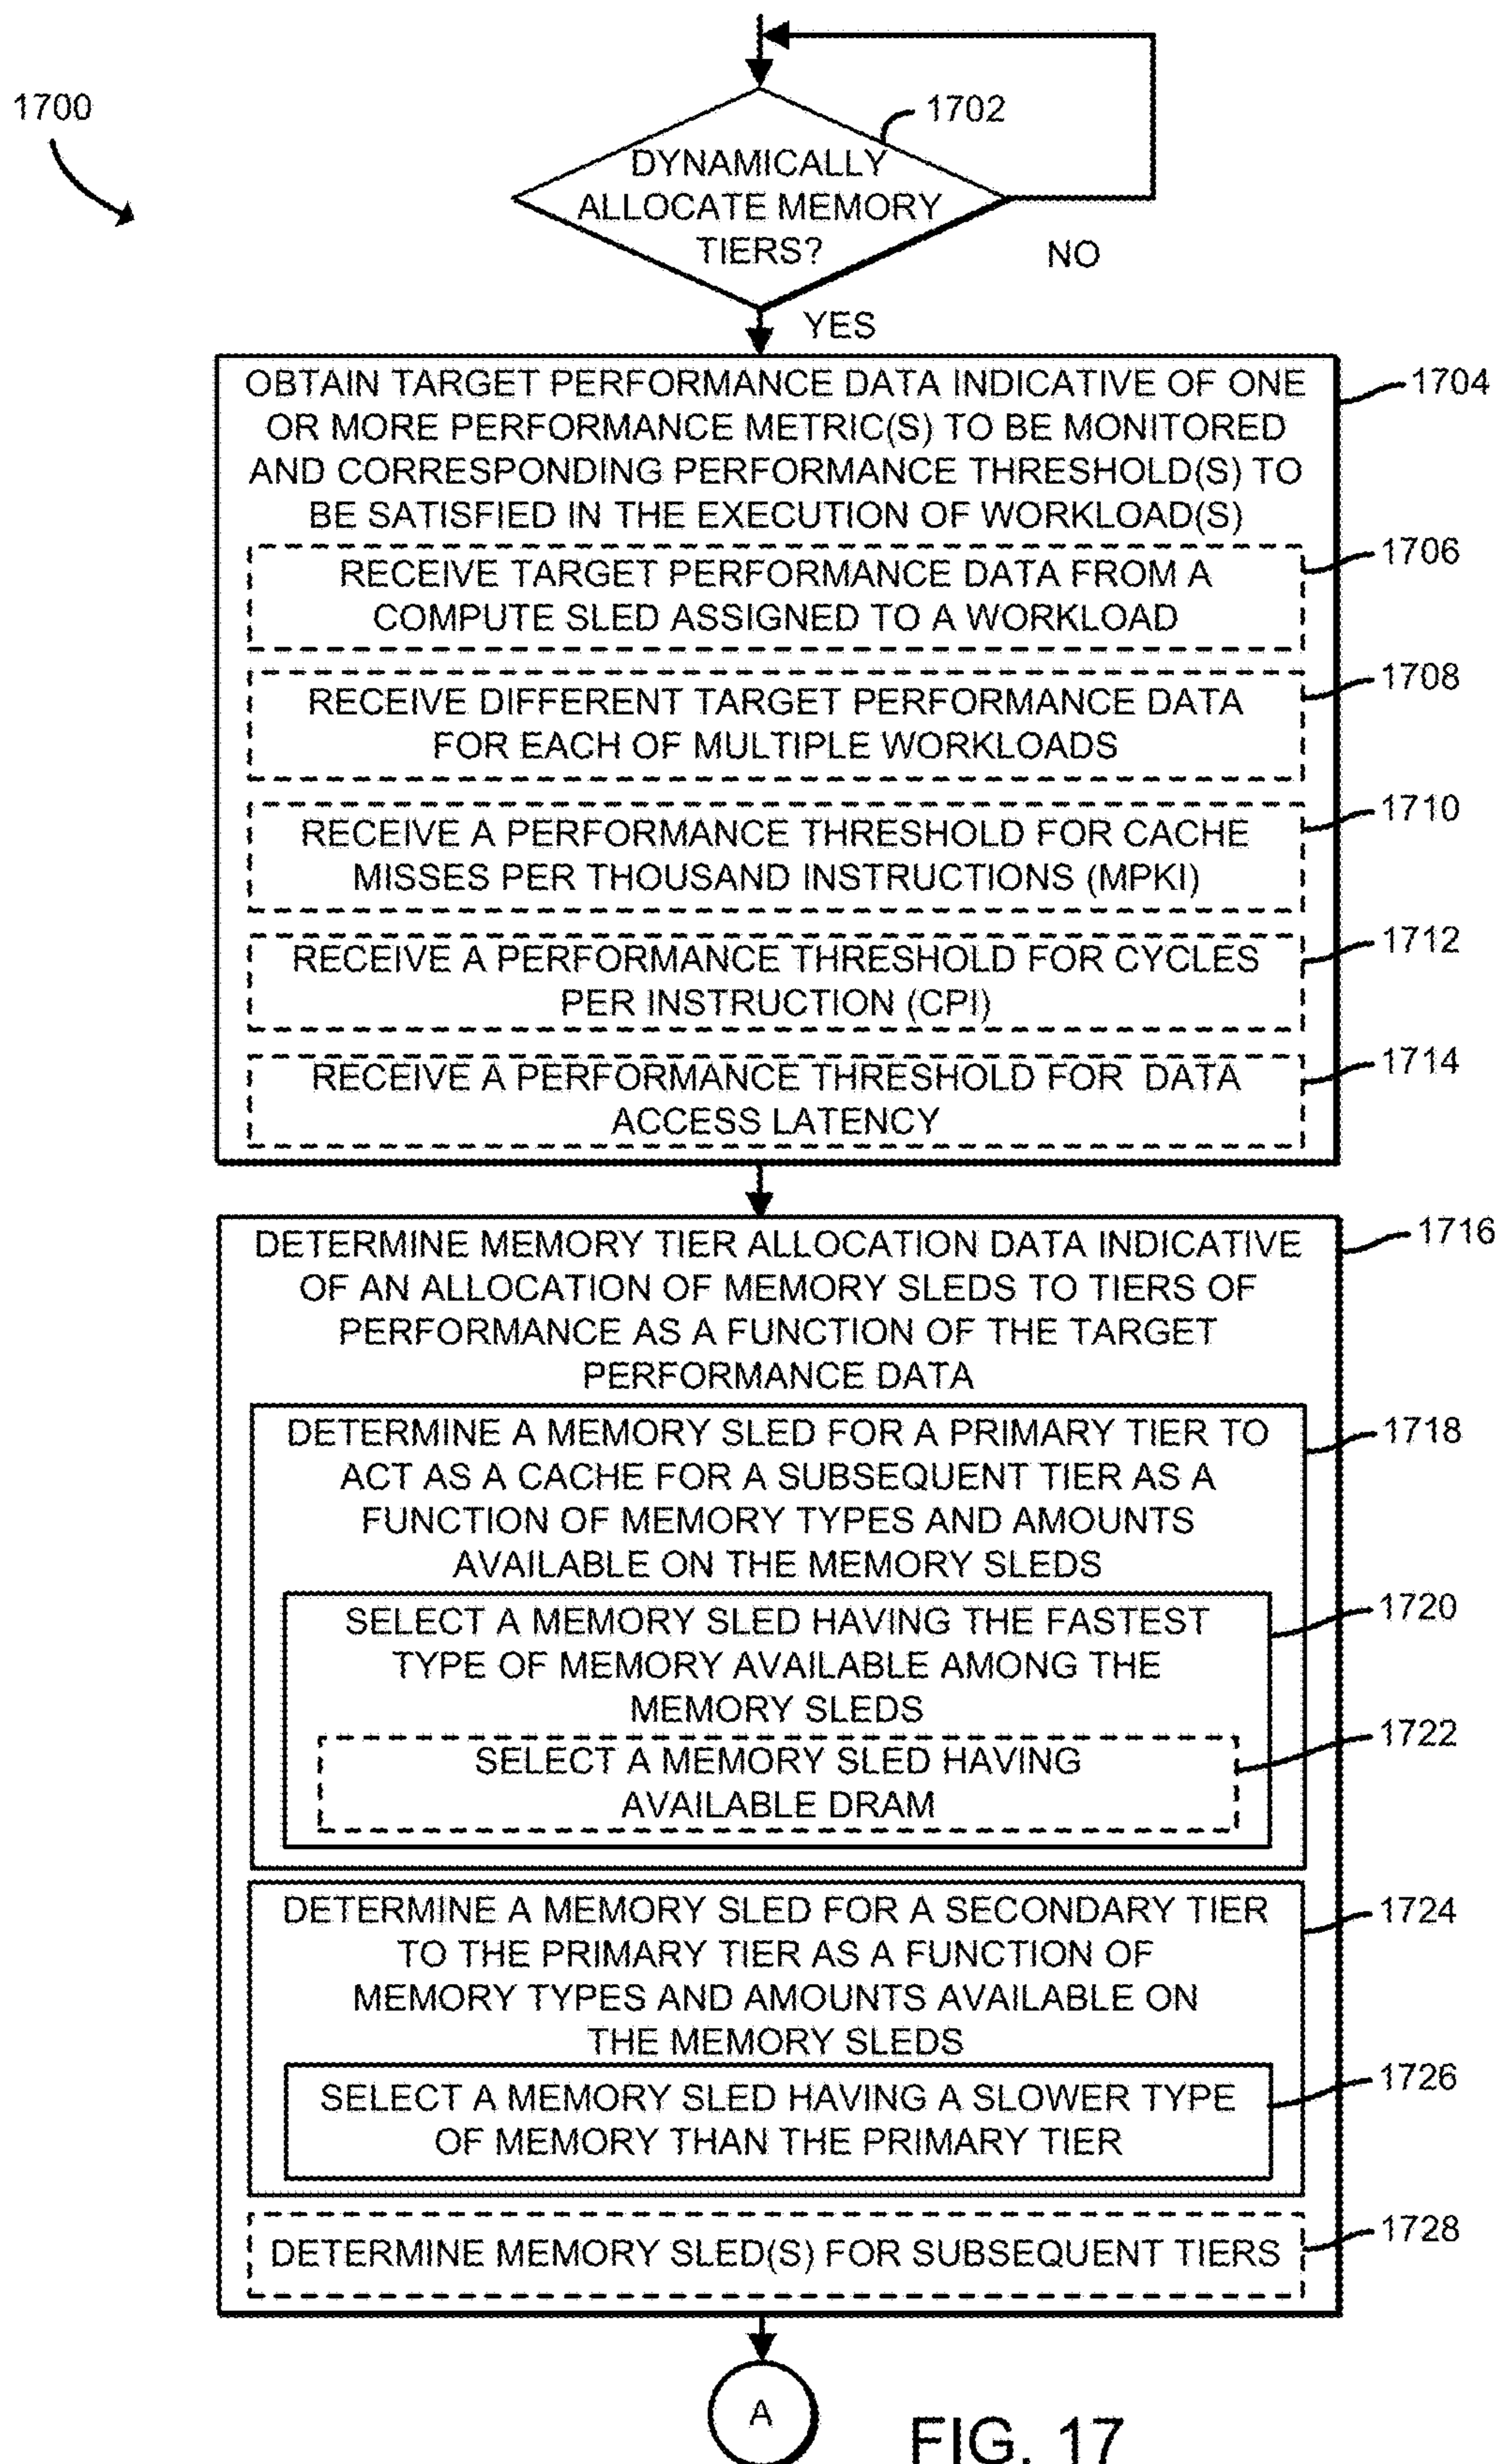 1700
1702
DYNAMICALLY
ALLOCATE MEMORY
TIERS?
NO
YES
OBTAIN TARGET PERFORMANCE DATA INDICATIVE OF ONE
OR MORE PERFORMANCE METRIC(S) TO BE MONITORED
AND CORRESPONDING PERFORMANCE THRESHOLD(S) TO
BE SATISFIED IN THE EXECUTION OF WORKLOAD(S)
1704
RECEIVE TARGET PERFORMANCE DATA FROM A
COMPUTE SLED ASSIGNED TO A WORKLOAD
1706
RECEIVE DIFFERENT TARGET PERFORMANCE DATA
FOR EACH OF MULTIPLE WORKLOADS
1708
RECEIVE A PERFORMANCE THRESHOLD FOR CACHE
MISSES PER THOUSAND INSTRUCTIONS (MPKI)
1710
RECEIVE A PERFORMANCE THRESHOLD FOR CYCLES
PER INSTRUCTION (CPI)
1712
RECEIVE A PERFORMANCE THRESHOLD FOR DATA
ACCESS LATENCY
1714
DETERMINE MEMORY TIER ALLOCATION DATA INDICATIVE
OF AN ALLOCATION OF MEMORY SLEDS TO TIERS OF
PERFORMANCE AS A FUNCTION OF THE TARGET
PERFORMANCE DATA
1716
DETERMINE A MEMORY SLED FOR A PRIMARY TIER TO
ACT AS A CACHE FOR A SUBSEQUENT TIER AS A
FUNCTION OF MEMORY TYPES AND AMOUNTS
AVAILABLE ON THE MEMORY SLEDS
1718
SELECT A MEMORY SLED HAVING THE FASTEST
TYPE OF MEMORY AVAILABLE AMONG THE
MEMORY SLEDS
1720
SELECT A MEMORY SLED HAVING
AVAILABLE DRAM
1722
DETERMINE A MEMORY SLED FOR A SECONDARY TIER
TO THE PRIMARY TIER AS A FUNCTION OF
MEMORY TYPES AND AMOUNTS AVAILABLE ON
THE MEMORY SLEDS
1724
SELECT A MEMORY SLED HAVING A SLOWER TYPE
OF MEMORY THAN THE PRIMARY TIER
1726
DETERMINE MEMORY SLED(S) FOR SUBSEQUENT TIERS
1728
A
FIG. 17